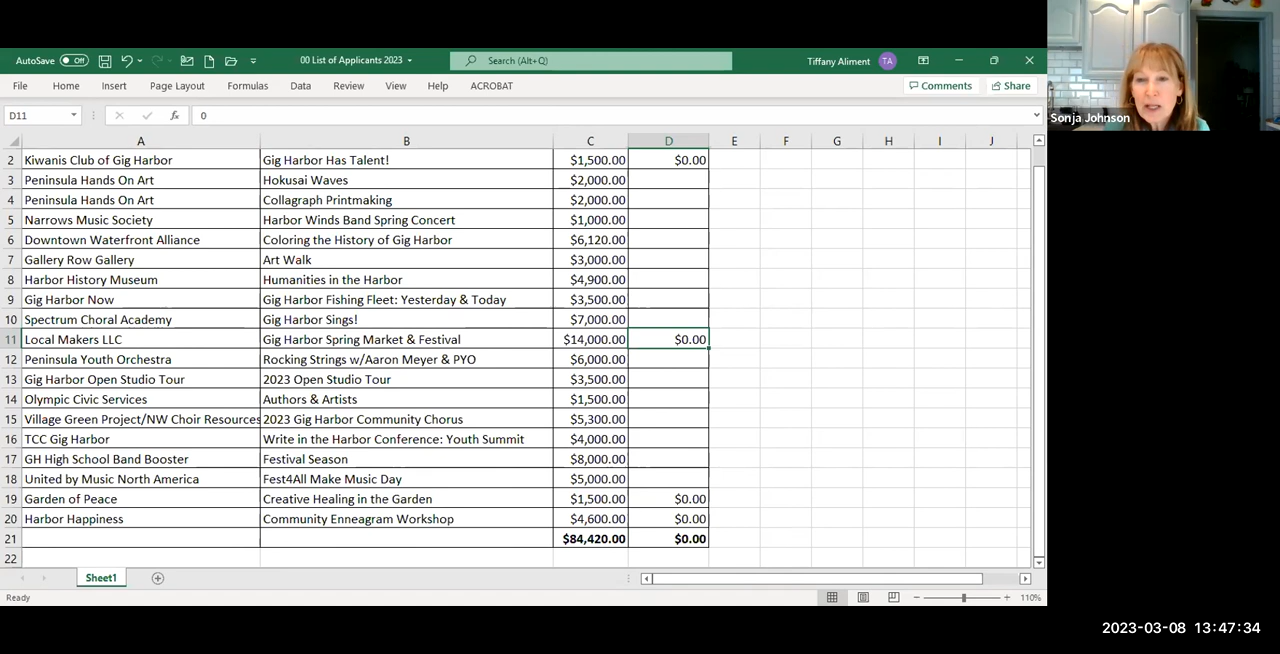 AutoSave Off 00 List of Applicants 2023 Search (Alt+Q) Tiffany Aliment TA
File Home Insert Page Layout Formulas Data Review View Help ACROBAT Comments Share
D11 fx 0
A B C D E F G H I J
2 Kiwanis Club of Gig Harbor Gig Harbor Has Talent! $1,500.00 $0.00
3 Peninsula Hands On Art Hokusai Waves $2,000.00
4 Peninsula Hands On Art Collagraph Printmaking $2,000.00
5 Narrows Music Society Harbor Winds Band Spring Concert $1,000.00
6 Downtown Waterfront Alliance Coloring the History of Gig Harbor $6,120.00
7 Gallery Row Gallery Art Walk $3,000.00
8 Harbor History Museum Humanities in the Harbor $4,900.00
9 Gig Harbor Now Gig Harbor Fishing Fleet: Yesterday & Today $3,500.00
10 Spectrum Choral Academy Gig Harbor Sings! $7,000.00
11 Local Makers LLC Gig Harbor Spring Market & Festival $14,000.00 $0.00
12 Peninsula Youth Orchestra Rocking Strings w/Aaron Meyer & PYO $6,000.00
13 Gig Harbor Open Studio Tour 2023 Open Studio Tour $3,500.00
14 Olympic Civic Services Authors & Artists $1,500.00
15 Village Green Project/NW Choir Resources 2023 Gig Harbor Community Chorus $5,300.00
16 TCC Gig Harbor Write in the Harbor Conference: Youth Summit $4,000.00
17 GH High School Band Booster Festival Season $8,000.00
18 United by Music North America Fest4All Make Music Day $5,000.00
19 Garden of Peace Creative Healing in the Garden $1,500.00 $0.00
20 Harbor Happiness Community Enneagram Workshop $4,600.00 $0.00
21 $84,420.00 $0.00
22
Sheet1
Ready 110%
Sonja Johnson
2023-03-08 13:47:34